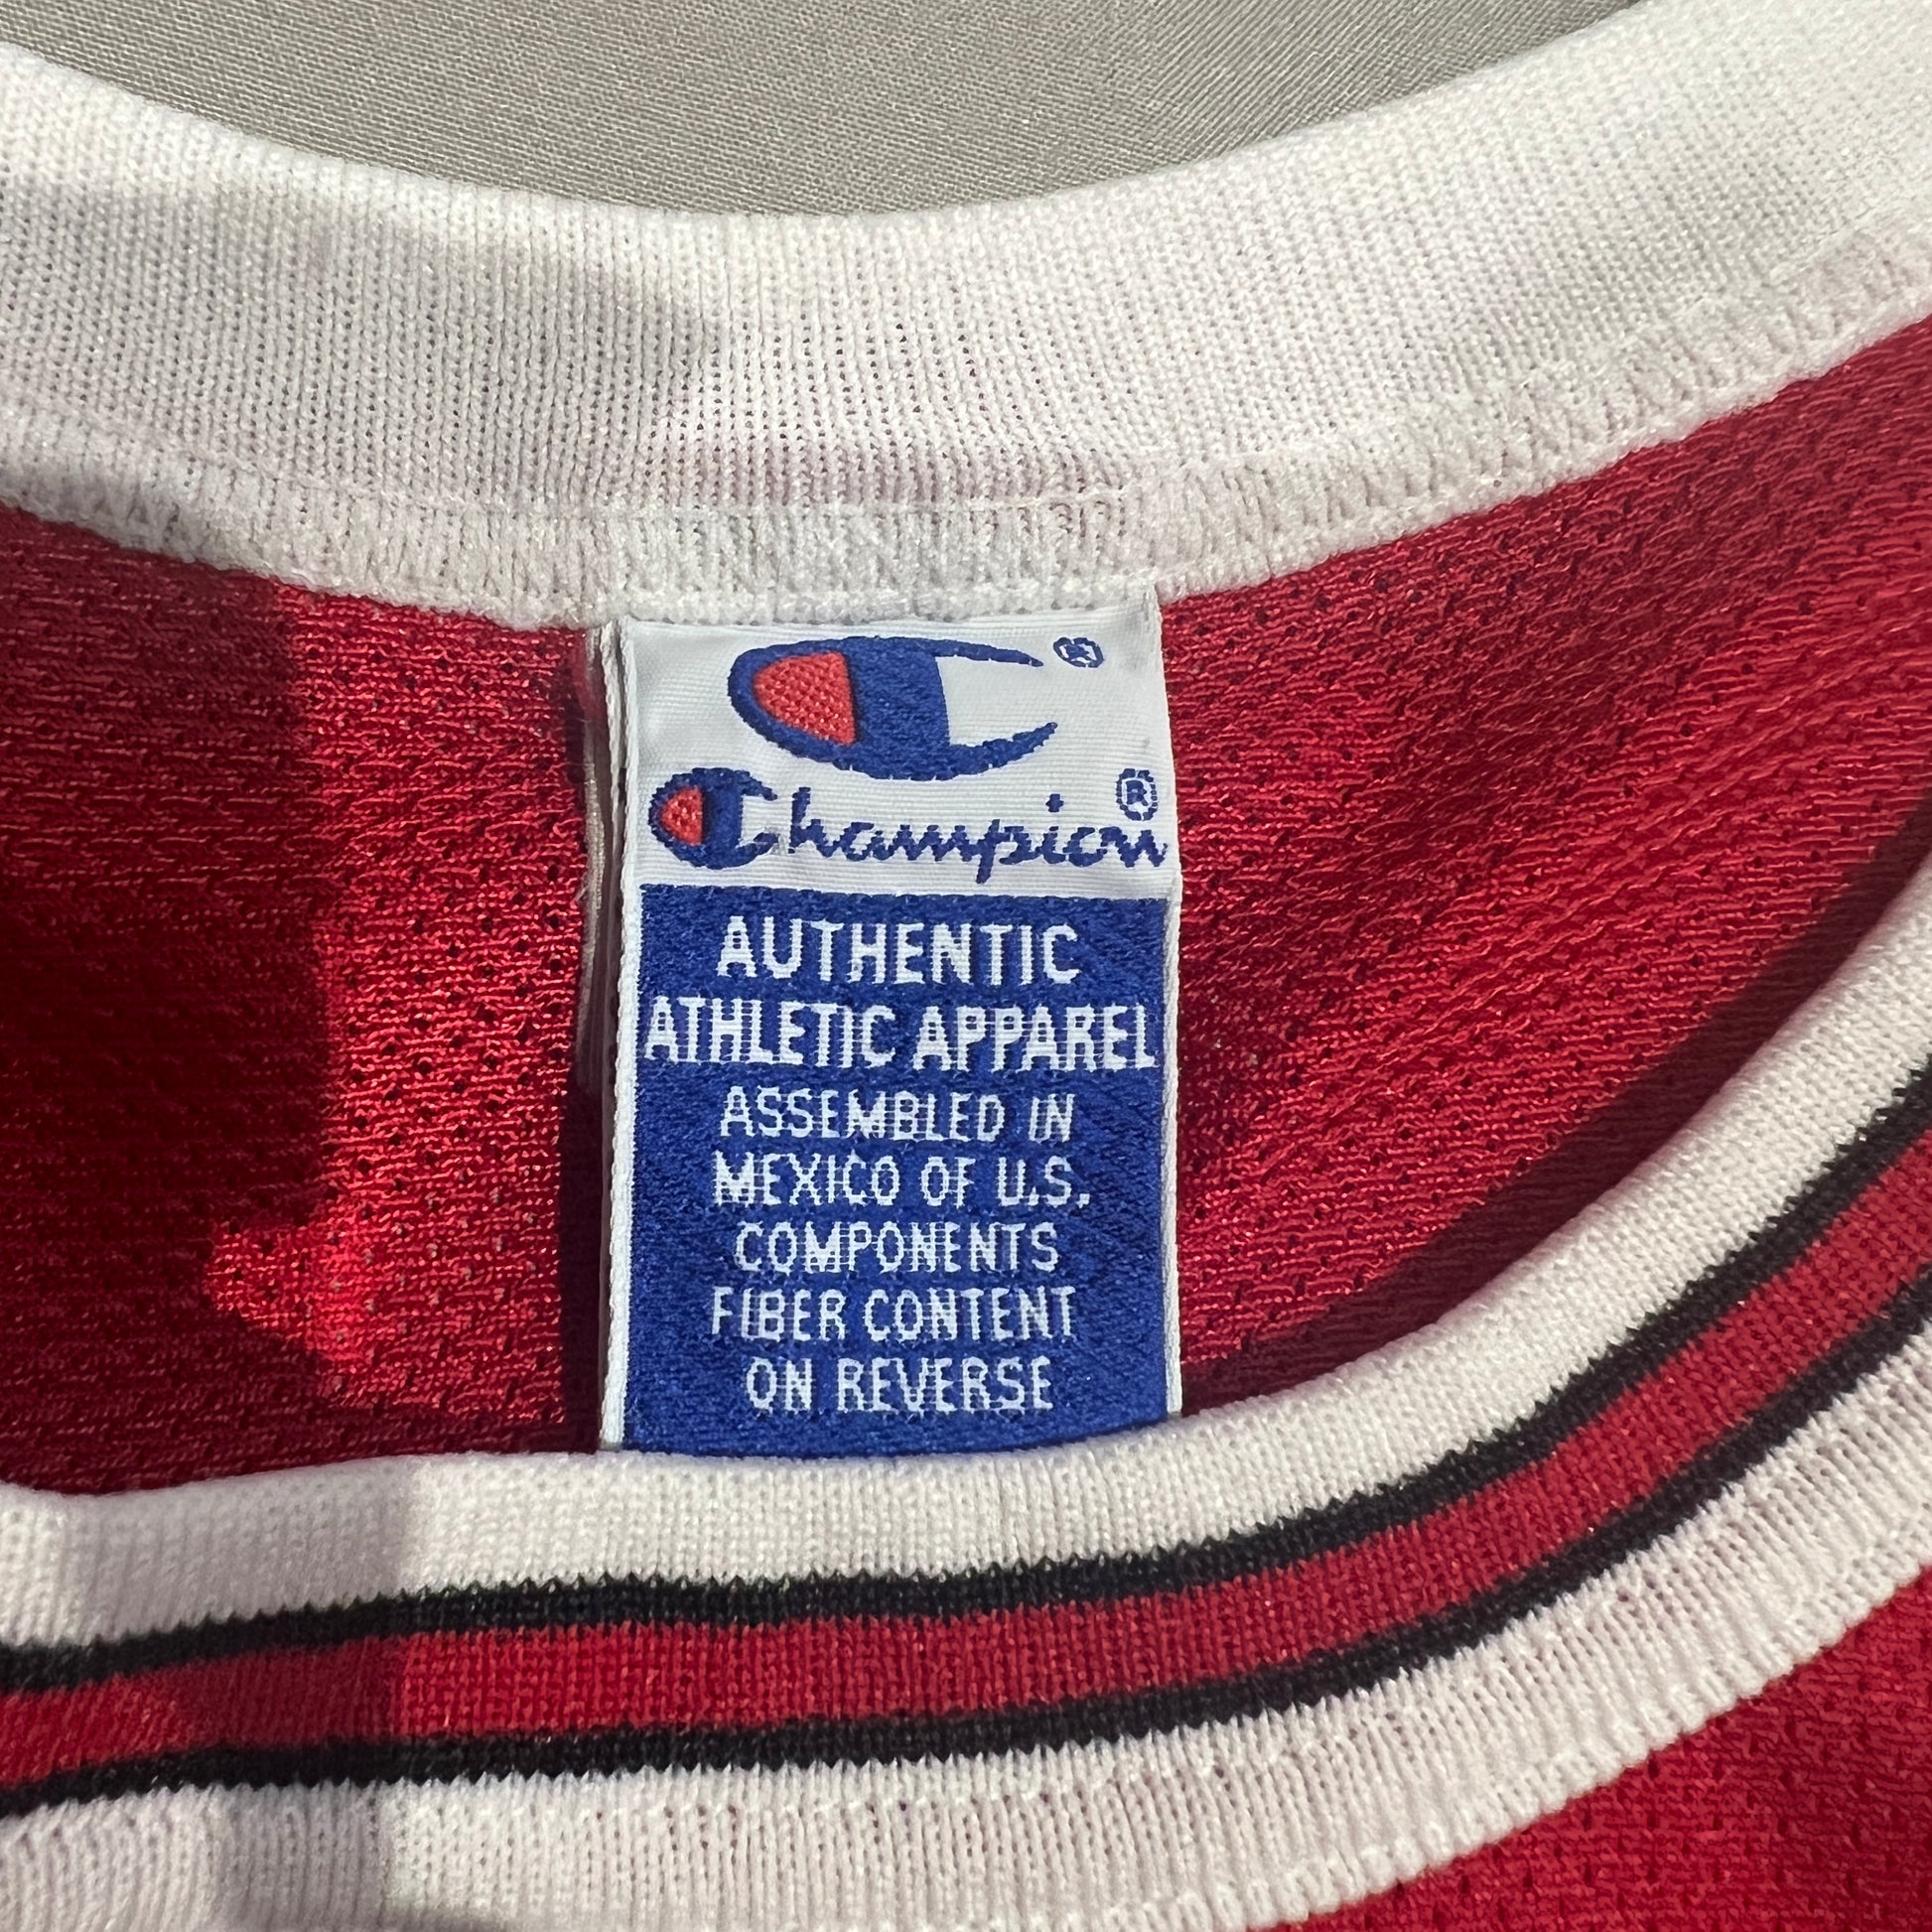 ®
Champion®
AUTHENTIC
ATHLETIC APPAREL
ASSEMBLED IN
MEXICO OF U.S.
COMPONENTS
FIBER CONTENT
ON REVERSE